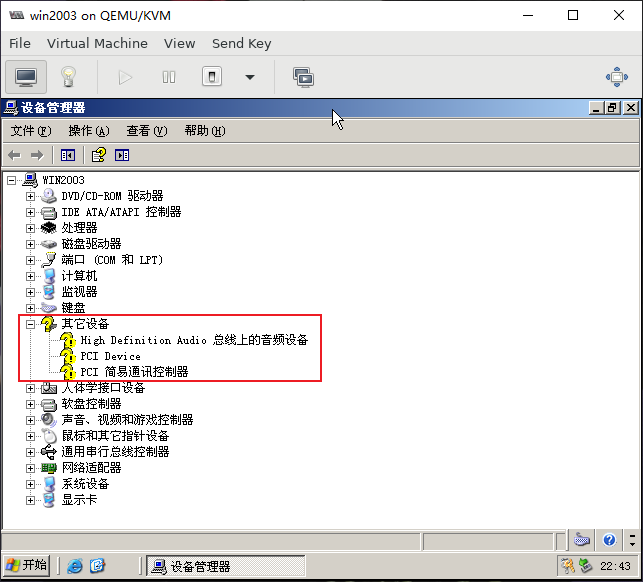 win2003 on QEMU/KVM
File Virtual Machine View Send Key
设备管理器
文件(F) 操作(A) 查看(V) 帮助(H)
WIN2003
DVD/CD-ROM 驱动器
IDE ATA/ATAPI 控制器
处理器
磁盘驱动器
端口 (COM 和 LPT)
计算机
监视器
键盘
其它设备
High Definition Audio 总线上的音频设备
PCI Device
PCI 简易通讯控制器
人体学接口设备
软盘控制器
声音、视频和游戏控制器
鼠标和其它指针设备
通用串行总线控制器
网络适配器
系统设备
显示卡
开始 设备管理器 22:43